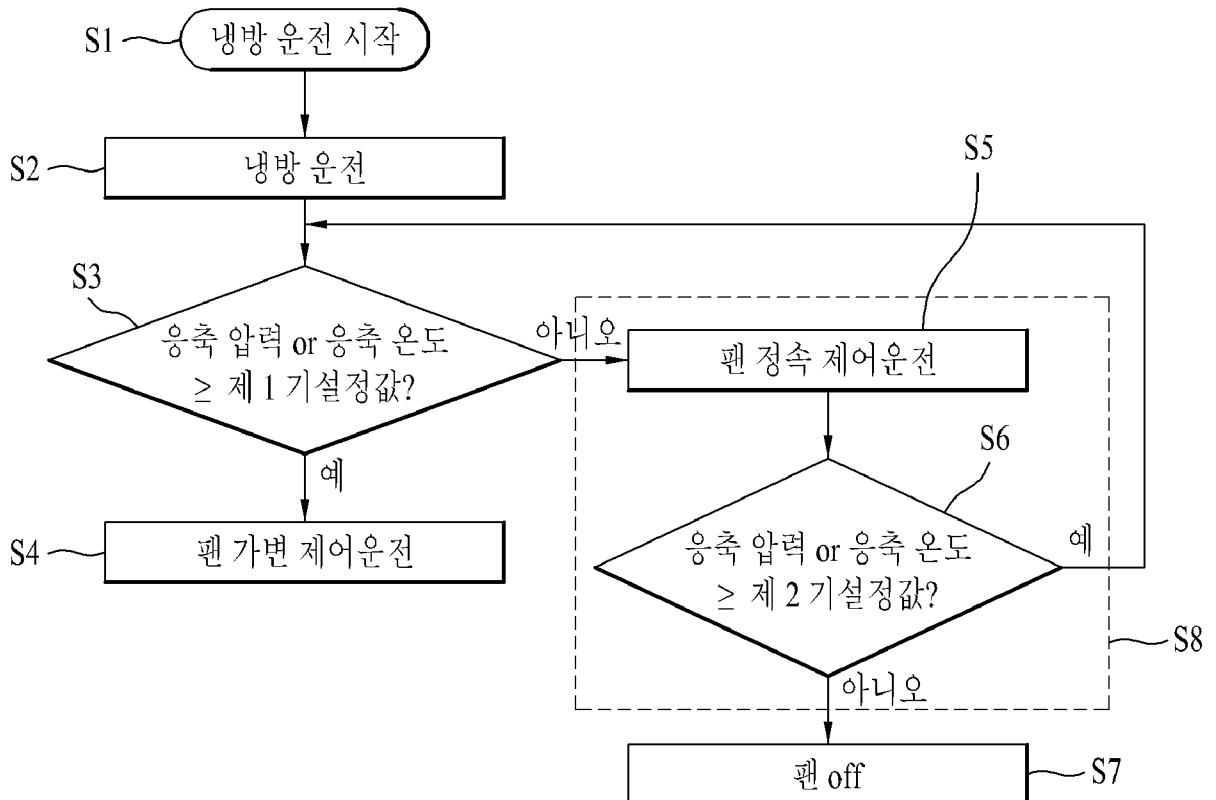 S1
냉방 운전 시작
S2
냉방 운전
S5
S3
응축 압력 or 응축 온도
≥ 제 1 기설정값?
아니오
팬 정속 제어운전
예
S6
S4
팬 가변 제어운전
응축 압력 or 응축 온도
≥ 제 2 기설정값?
예
S8
아니오
팬 off
S7